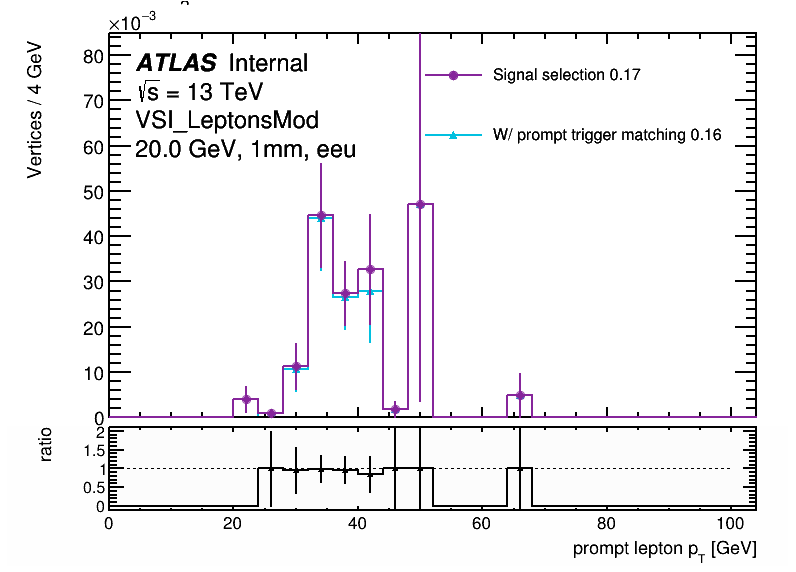 ×10⁻³
ATLAS Internal
√s = 13 TeV
VSI_LeptonsMod
20.0 GeV, 1mm, eeu
Signal selection 0.17
W/ prompt trigger matching 0.16
Vertices / 4 GeV
80
70
60
50
40
30
20
10
0
ratio
2
1.5
1
0.5
0
0 20 40 60 80 100
prompt lepton p_T [GeV]